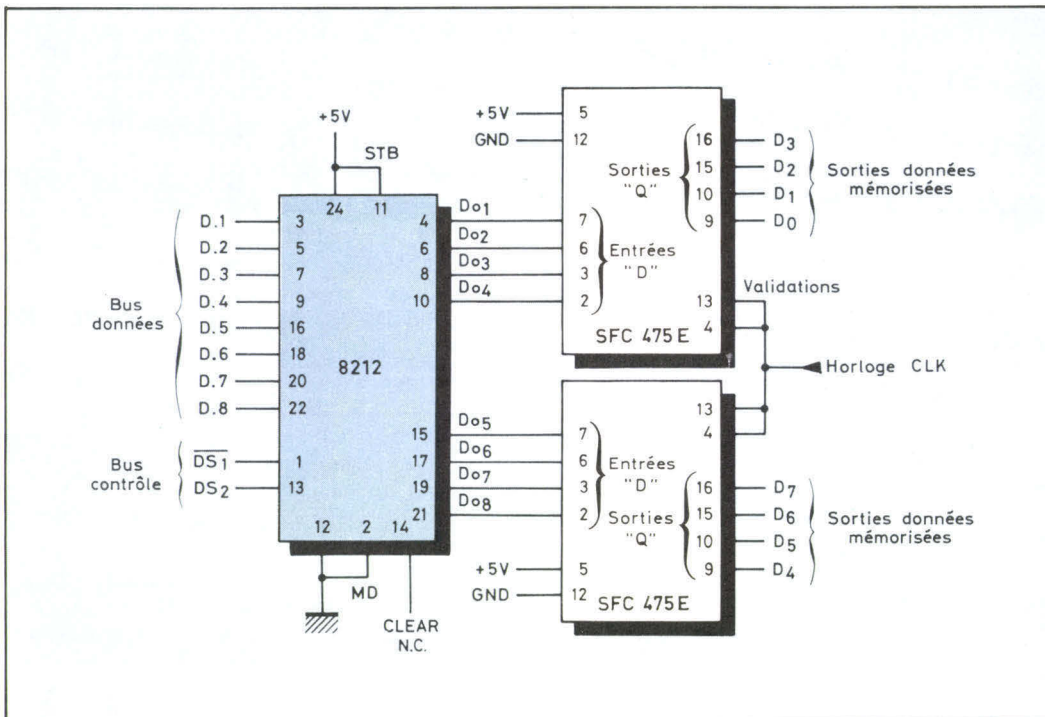 +5V
STB
24 11
D.1 3
D.2 5
D.3 7
D.4 9
D.5 16
D.6 18
D.7 20
D.8 22
Bus
données
8212
Bus
contrôle
DS1 1
DS2 13
12 2 14
MD
CLEAR
N.C.
4 Do1
6 Do2
8 Do3
10 Do4
15 Do5
17 Do6
19 Do7
21 Do8
+5V 5
GND 12
7
6
3
2
Entrées
"D"
Sorties
"Q"
16 D3
15 D2
10 D1
9 D0
Sorties données
mémorisées
Validations
13
4
SFC 475E
Horloge CLK
13
4
7
6
3
2
Entrées
"D"
Sorties
"Q"
16 D7
15 D6
10 D5
9 D4
Sorties données
mémorisées
+5V 5
GND 12
SFC 475E